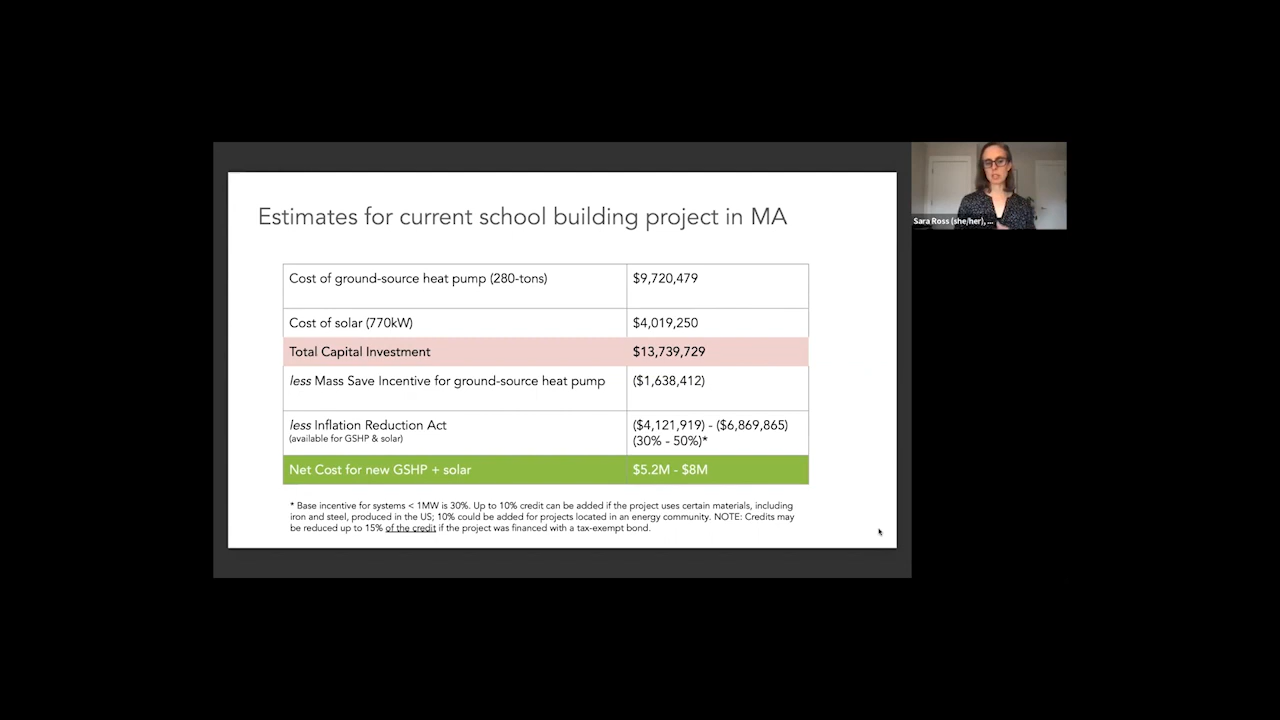 Estimates for current school building project in MA
Cost of ground-source heat pump (280-tons) $9,720,479
Cost of solar (770kW) $4,019,250
Total Capital Investment $13,739,729
less Mass Save Incentive for ground-source heat pump ($1,638,412)
less Inflation Reduction Act ($4,121,919) - ($6,869,865)
(available for GSHP & solar) (30% - 50%)*
Net Cost for new GSHP + solar $5.2M - $8M
* Base incentive for systems < 1MW is 30%. Up to 10% credit can be added if the project uses certain materials, including
iron and steel, produced in the US; 10% could be added for projects located in an energy community. NOTE: Credits may
be reduced up to 15% of the credit if the project was financed with a tax-exempt bond.
Sara Ross (she/her), ...